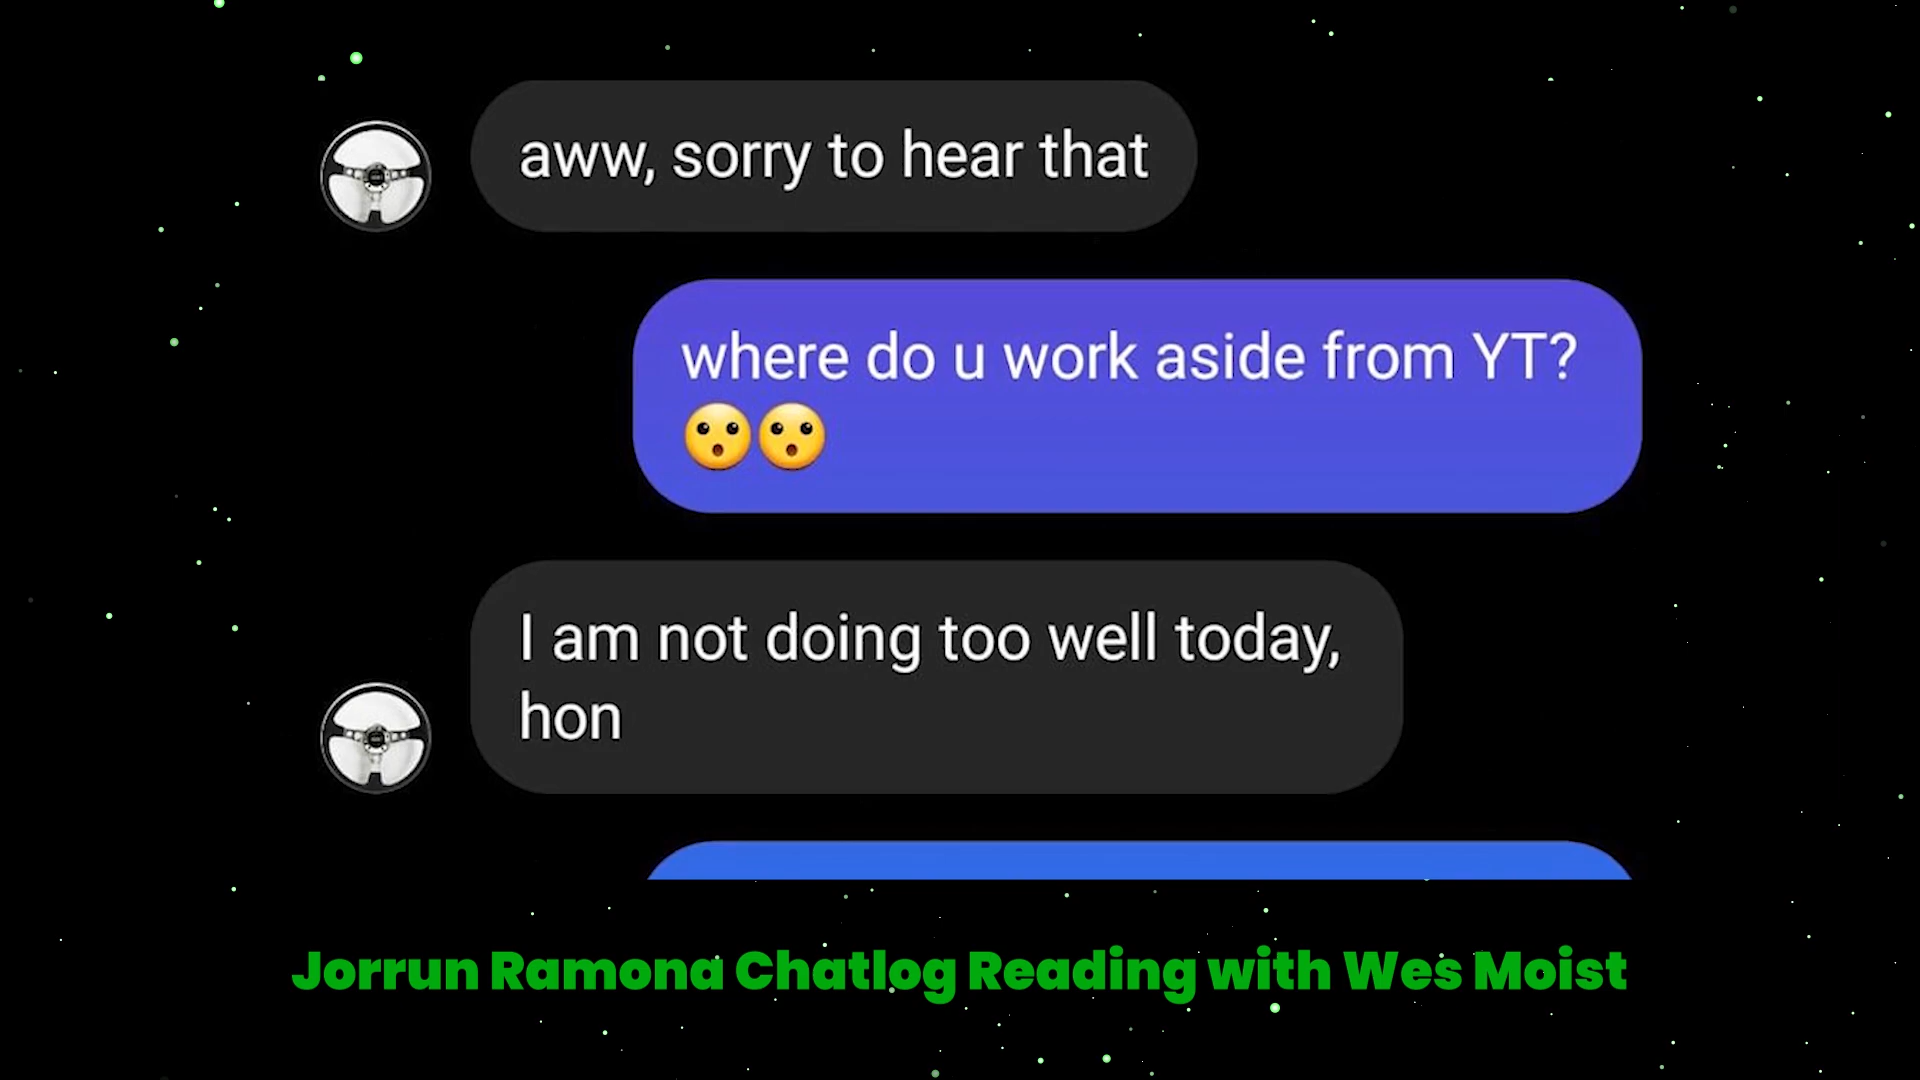 aww, sorry to hear that
where do u work aside from YT?
😮😮
I am not doing too well today,
hon
Jorrun Ramona Chatlog Reading with Wes Moist